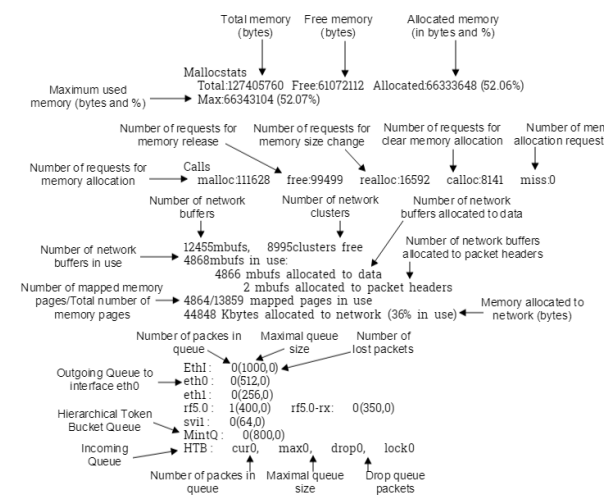 Total memory
(bytes)
Free memory
(bytes)
Allocated memory
(in bytes and %)
Mallocstats
Total:127405760 Free:61072112 Allocated:66333648 (52.06%)
Maximum used
memory (bytes and %)
Max:66343104 (52.07%)
Number of requests for
memory release
Number of requests for
memory size change
Number of requests for
clear memory allocation
Number of mem
allocation request
Number of requests for
memory allocation
Calls
malloc:111628 free:99499 realloc:16592 calloc:8141 miss:0
Number of network
buffers
Number of network
clusters
Number of network
buffers allocated to data
Number of network
buffers in use
12455mbufs, 8995clusters free
4868mbufs in use:
4866 mbufs allocated to data
2 mbufs allocated to packet headers
Number of network buffers
allocated to packet headers
Number of mapped memory
pages/Total number of
memory pages
4864/13859 mapped pages in use
44848 Kbytes allocated to network (36% in use)
Memory allocated to
network (bytes)
Number of packes in
queue
Maximal queue
size
Number of
lost packets
EthI: 0(1000,0)
Outgoing Queue to
interface eth0
eth0: 0(512,0)
eth1: 0(256,0)
rf5.0: 1(400,0) rf5.0-rx: 0(350,0)
Hierarchical Token
Bucket Queue
svi1: 0(64,0)
MintQ: 0(800,0)
Incoming
Queue
HTB: cur0, max0, drop0, lock0
Number of packes in
queue
Maximal queue
size
Drop queue
packets